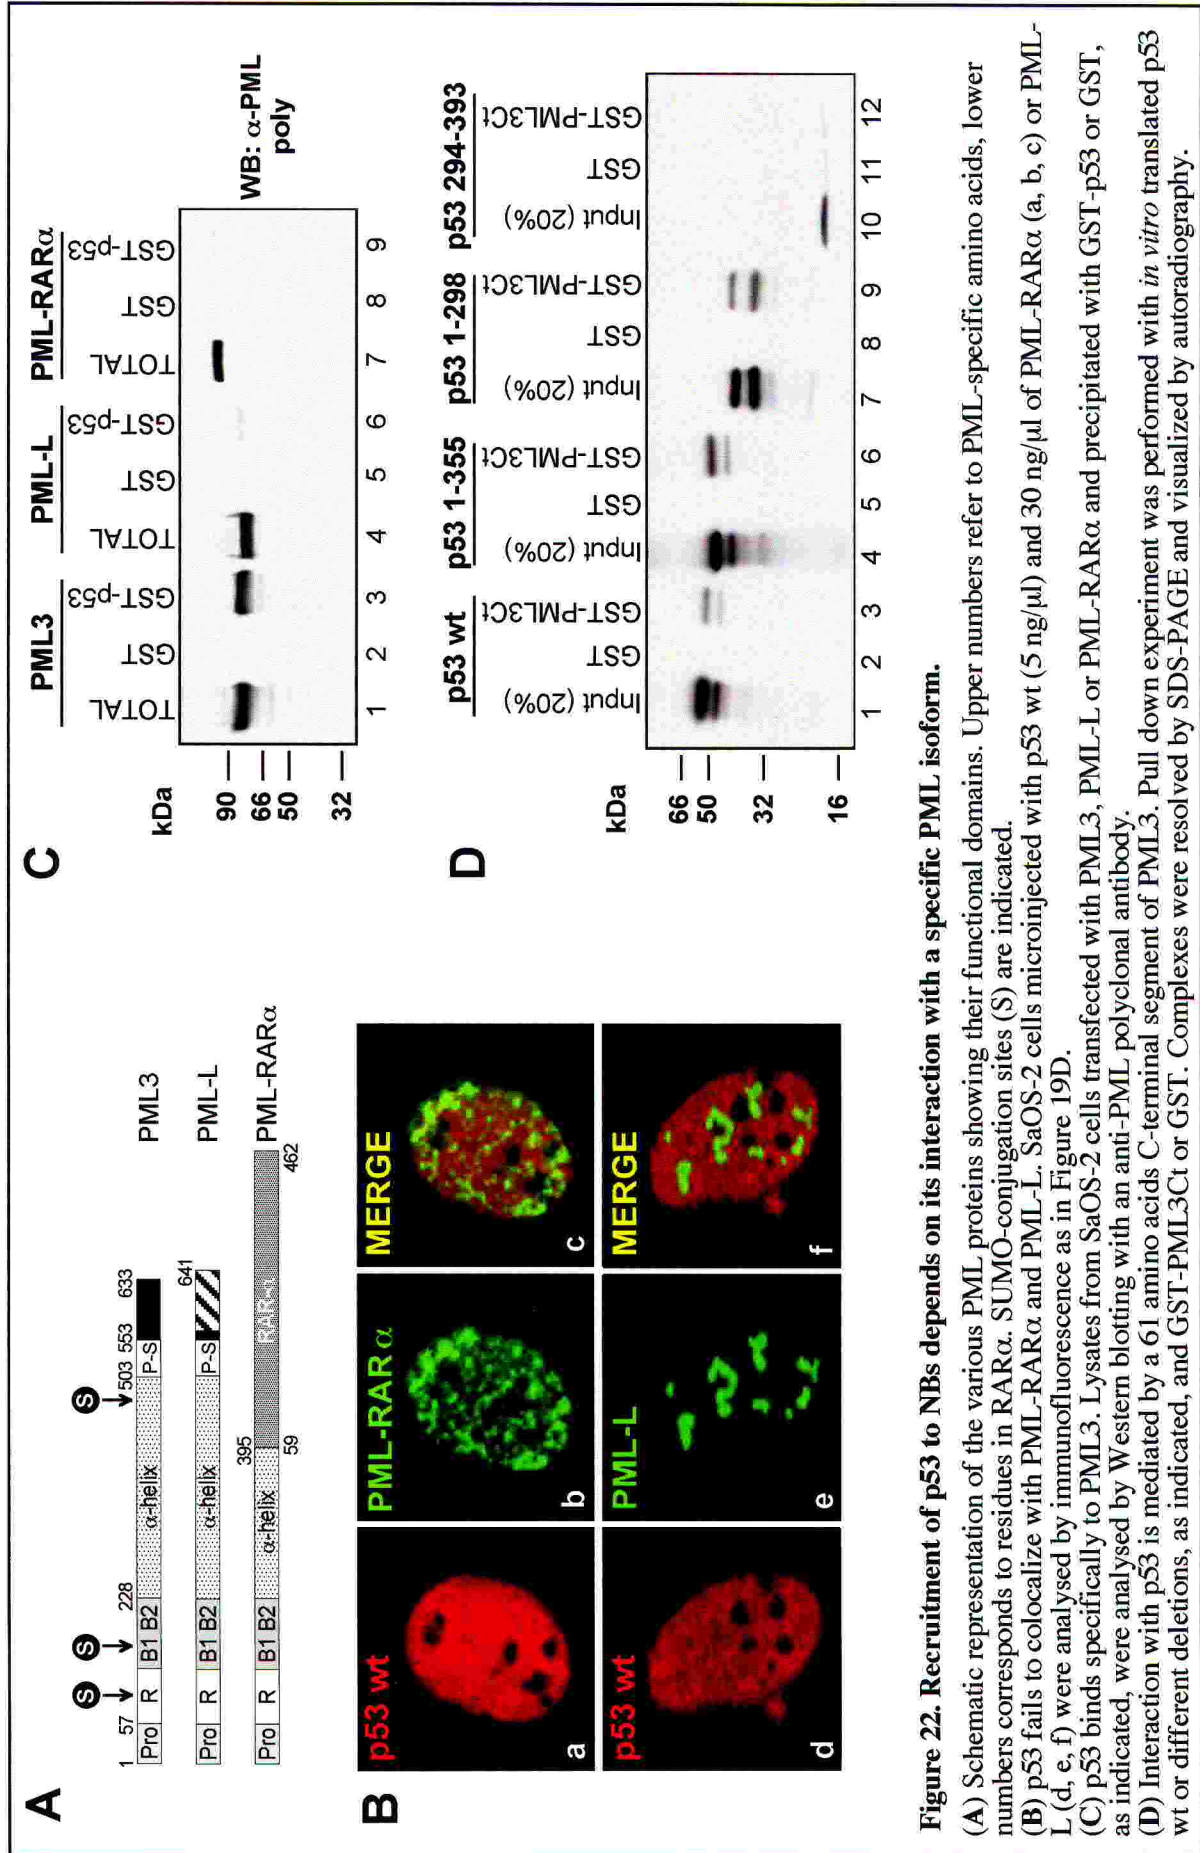 A
1 57 228 503 553 633
S S S
Pro R B1 B2 α-helix P-S PML3
641
Pro R B1 B2 α-helix P-S PML-L
395
Pro R B1 B2 α-helix RAR-α PML-RARα
59 462
B
p53 wt PML-RARα MERGE
a b c
p53 wt PML-L MERGE
d e f
C
PML3 PML-L PML-RARα
TOTAL GST GST-p53 TOTAL GST GST-p53 TOTAL GST GST-p53
kDa
90
66
50
32
WB: α-PML
poly
1 2 3 4 5 6 7 8 9
D
p53 wt p53 1-355 p53 1-298 p53 294-393
Input (20%) GST GST-PML3Ct Input (20%) GST GST-PML3Ct Input (20%) GST GST-PML3Ct Input (20%) GST GST-PML3Ct
kDa
66
50
32
16
1 2 3 4 5 6 7 8 9 10 11 12
Figure 22. Recruitment of p53 to NBs depends on its interaction with a specific PML isoform.
(A) Schematic representation of the various PML proteins showing their functional domains. Upper numbers refer to PML-specific amino acids, lower
numbers corresponds to residues in RARα. SUMO-conjugation sites (S) are indicated.
(B) p53 fails to colocalize with PML-RARα and PML-L. SaOS-2 cells microinjected with p53 wt (5 ng/µl) and 30 ng/µl of PML-RARα (a, b, c) or PML-
L (d, e, f) were analysed by immunofluorescence as in Figure 19D.
(C) p53 binds specifically to PML3. Lysates from SaOS-2 cells transfected with PML3, PML-L or PML-RARα and precipitated with GST-p53 or GST,
as indicated, were analysed by Western blotting with an anti-PML polyclonal antibody.
(D) Interaction with p53 is mediated by a 61 amino acids C-terminal segment of PML3. Pull down experiment was performed with in vitro translated p53
wt or different deletions, as indicated, and GST-PML3Ct or GST. Complexes were resolved by SDS-PAGE and visualized by autoradiography.